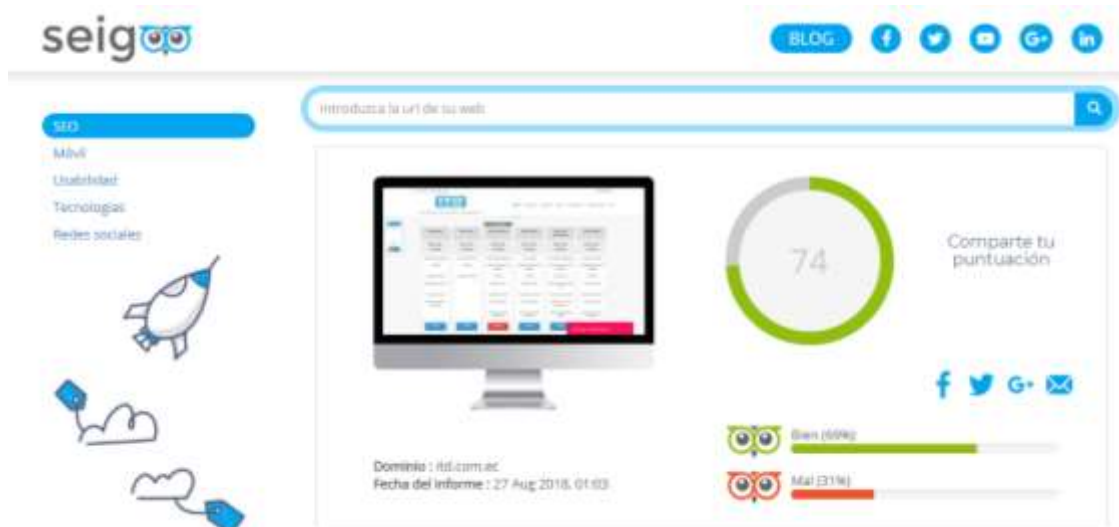 seigoo
BLOG
Introduzca la url de su web
SEO
Móvil
Usabilidad
Tecnologías
Redes sociales
74
Comparte tu
puntuación
Bien (69%)
Mal (31%)
Dominio : itd.com.ec
Fecha del informe : 27 Aug 2018, 01:03